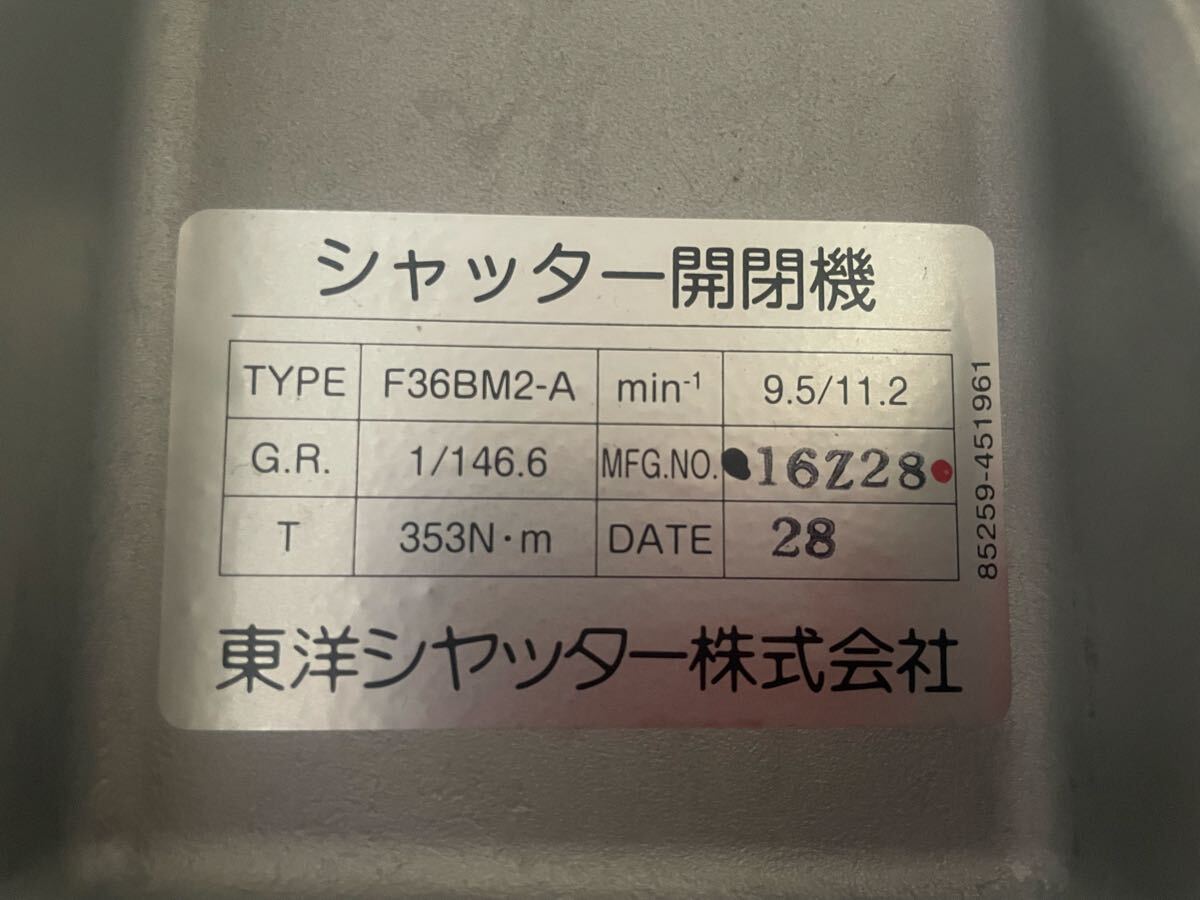 シャッター開閉機
TYPE F36BM2-A min⁻¹ 9.5/11.2
G.R. 1/146.6 MFG.NO. 16Z28
T 353N·m DATE 28
85259-451961
東洋シヤッター株式会社